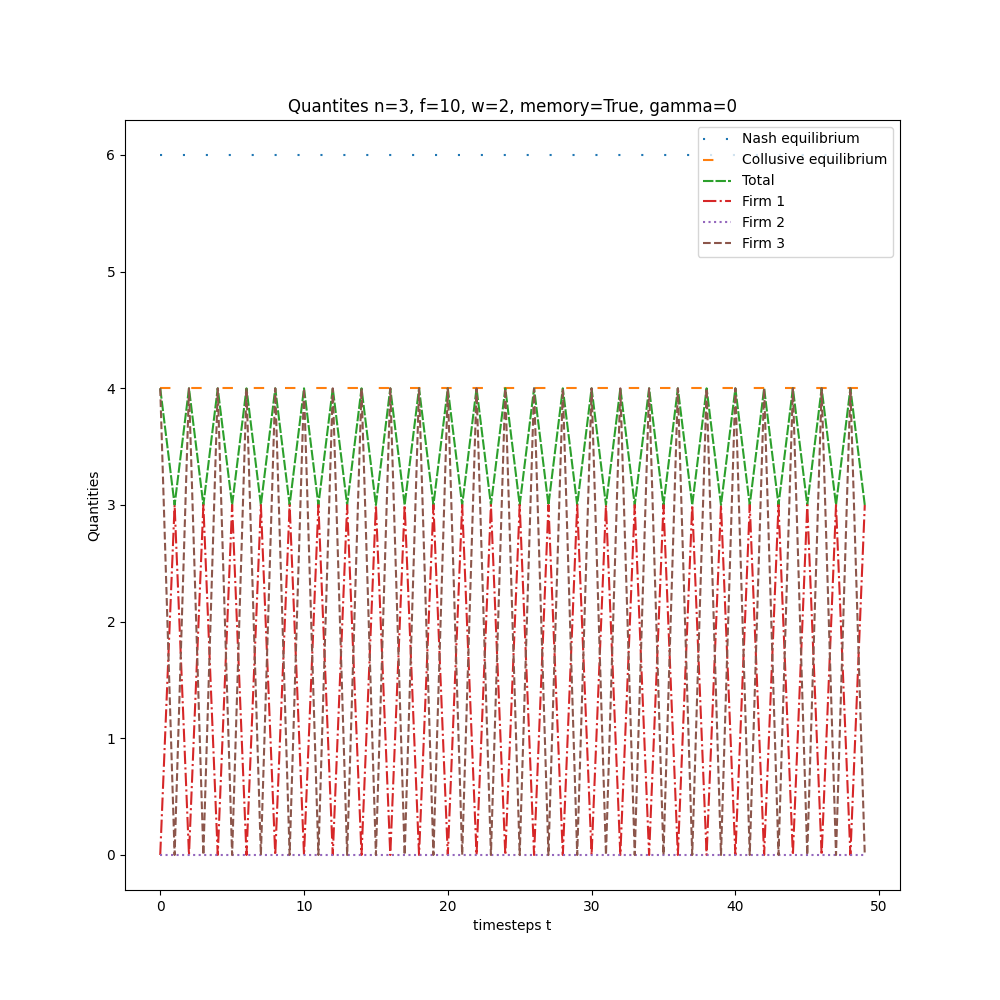 Quantites n=3, f=10, w=2, memory=True, gamma=0
Nash equilibrium
Collusive equilibrium
Total
Firm 1
Firm 2
Firm 3
6
5
4
3
2
1
0
Quantities
0 10 20 30 40 50
timesteps t